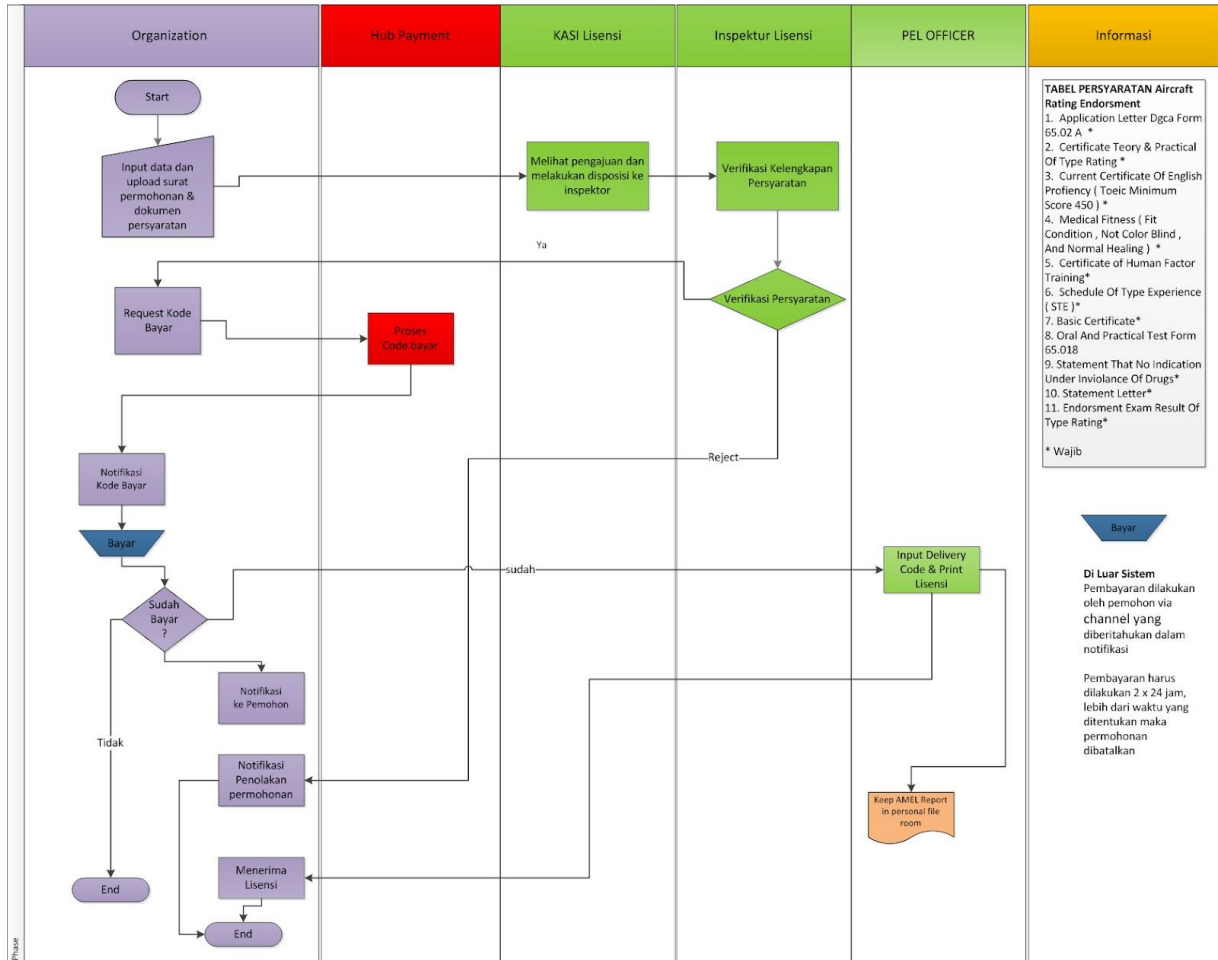 Organization
Hub Payment
KASI Lisensi
Inspektur Lisensi
PEL OFFICER
Informasi
Start
Input data dan
upload surat
permohonan &
dokumen
persyaratan
Melihat pengajuan dan
melakukan disposisi ke
inspektor
Verifikasi Kelengkapan
Persyaratan
Ya
Verifikasi Persyaratan
Request Kode
Bayar
Proses
Code bayar
Reject
Notifikasi
Kode Bayar
Bayar
sudah
Input Delivery
Code & Print
Lisensi
Sudah
Bayar
?
Notifikasi
ke Pemohon
Tidak
Notifikasi
Penolakan
permohonan
Keep AMEL Report
in personal file
room
Menerima
Lisensi
End
End
TABEL PERSYARATAN Aircraft
Rating Endorsment
1. Application Letter Dgca Form
65.02 A *
2. Certificate Teory & Practical
Of Type Rating *
3. Current Certificate Of English
Profiency ( Toeic Minimum
Score 450 ) *
4. Medical Fitness ( Fit
Condition , Not Color Blind ,
And Normal Healing ) *
5. Certificate of Human Factor
Training*
6. Schedule Of Type Experience
( STE )*
7. Basic Certificate*
8. Oral And Practical Test Form
65.018
9. Statement That No Indication
Under Inviolance Of Drugs*
10. Statement Letter*
11. Endorsment Exam Result Of
Type Rating*
* Wajib
Bayar
Di Luar Sistem
Pembayaran dilakukan
oleh pemohon via
channel yang
diberitahukan dalam
notifikasi
Pembayaran harus
dilakukan 2 x 24 jam,
lebih dari waktu yang
ditentukan maka
permohonan
dibatalkan
Phase